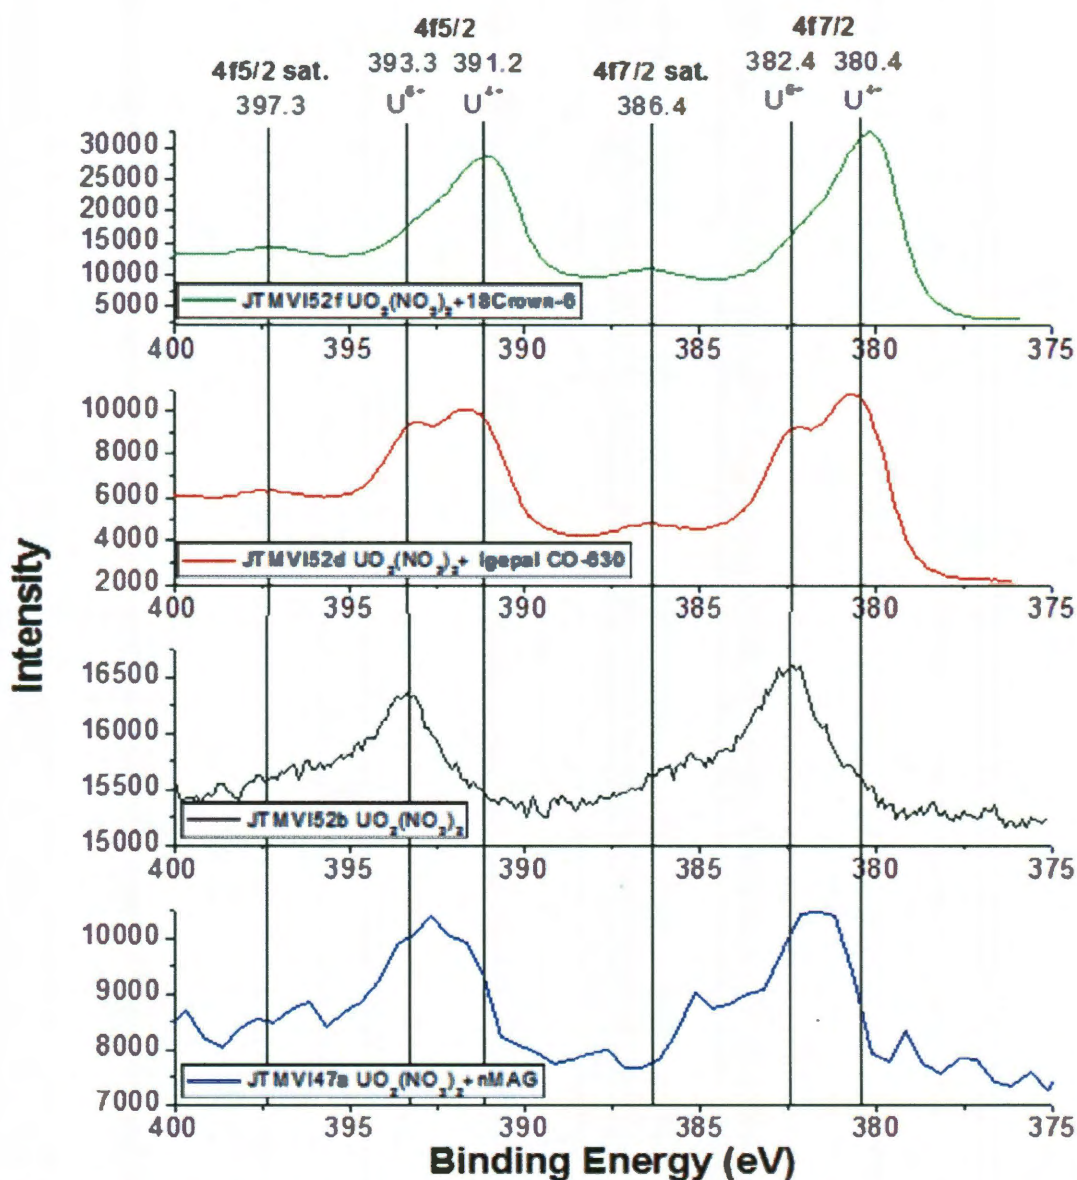 4f5/2
4f7/2
4f5/2 sat.
393.3 391.2
4f7/2 sat.
382.4 380.4
397.3
U⁶⁺
U⁴⁺
386.4
U⁶⁺
U⁴⁺
30000
25000
20000
15000
10000
5000
JTMVI52f UO₂(NO₃)₂+18Crown-6
400 395 390 385 380 375
10000
8000
6000
4000
2000
JTMVI52d UO₂(NO₃)₂+ Igepal CO-630
400 395 390 385 380 375
Intensity
16500
16000
15500
15000
JTMVI52b UO₂(NO₃)₂
400 395 390 385 380 375
10000
9000
8000
7000
JTMVI47a UO₂(NO₃)₂+nMAG
400 395 390 385 380 375
Binding Energy (eV)